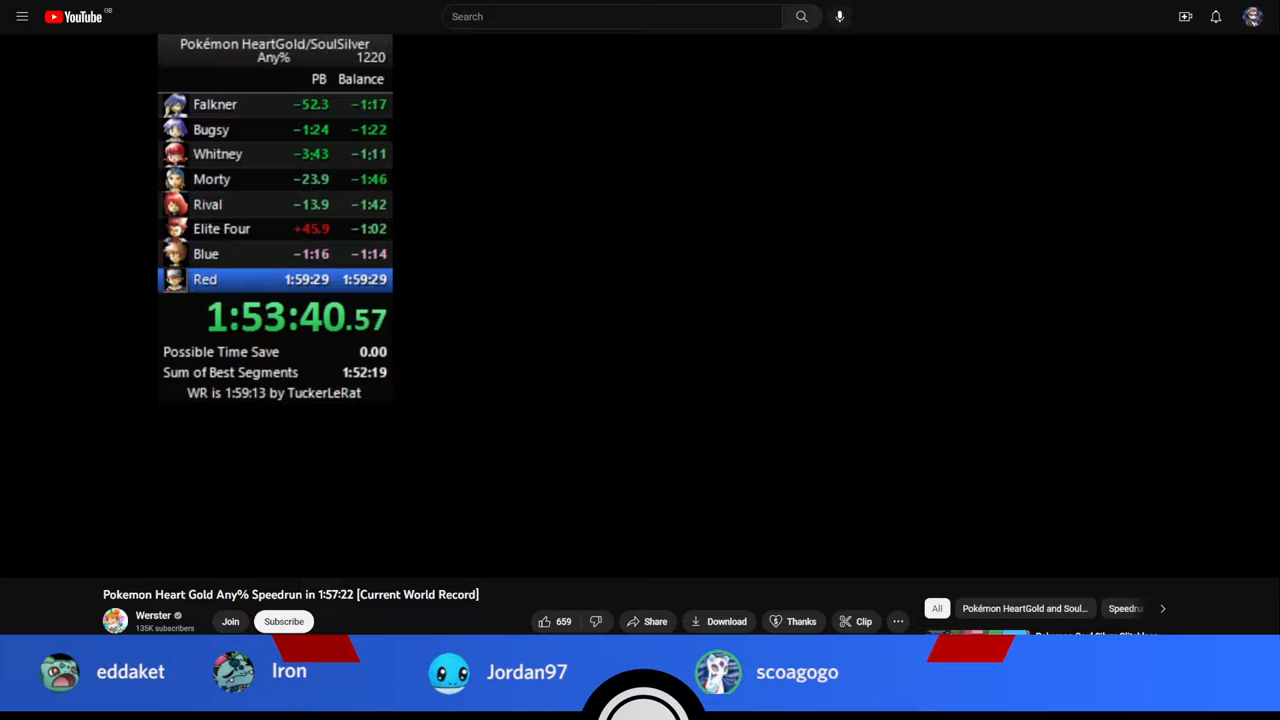 YouTube GB
Search
Pokémon HeartGold/SoulSilver
Any% 1220
PB Balance
Falkner -52.3 -1:17
Bugsy -1:24 -1:22
Whitney -3:43 -1:11
Morty -23.9 -1:46
Rival -13.9 -1:42
Elite Four +45.9 -1:02
Blue -1:16 -1:14
Red 1:59:29 1:59:29
1:53:40.57
Possible Time Save 0.00
Sum of Best Segments 1:52:19
WR is 1:59:13 by TuckerLeRat
Pokemon Heart Gold Any% Speedrun in 1:57:22 [Current World Record]
Werster
135K subscribers
Join
Subscribe
659
Share
Download
Thanks
Clip
All
Pokémon HeartGold and Soul...
Speedru
eddaket
Iron
Jordan97
scoagogo